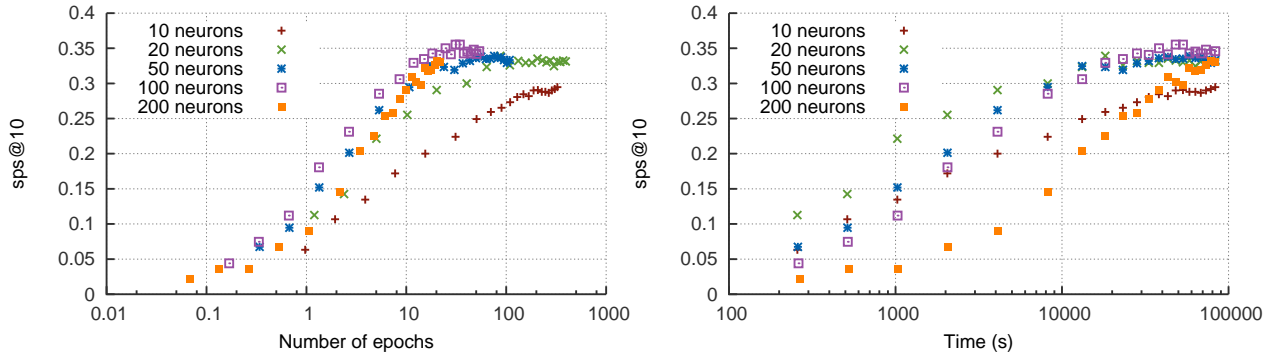 0.4
0.35
0.3
0.25
0.2
0.15
0.1
0.05
0
sps@10
10 neurons
20 neurons
50 neurons
100 neurons
200 neurons
0.01 0.1 1 10 100 1000
Number of epochs
0.4
0.35
0.3
0.25
0.2
0.15
0.1
0.05
0
sps@10
10 neurons
20 neurons
50 neurons
100 neurons
200 neurons
100 1000 10000 100000
Time (s)